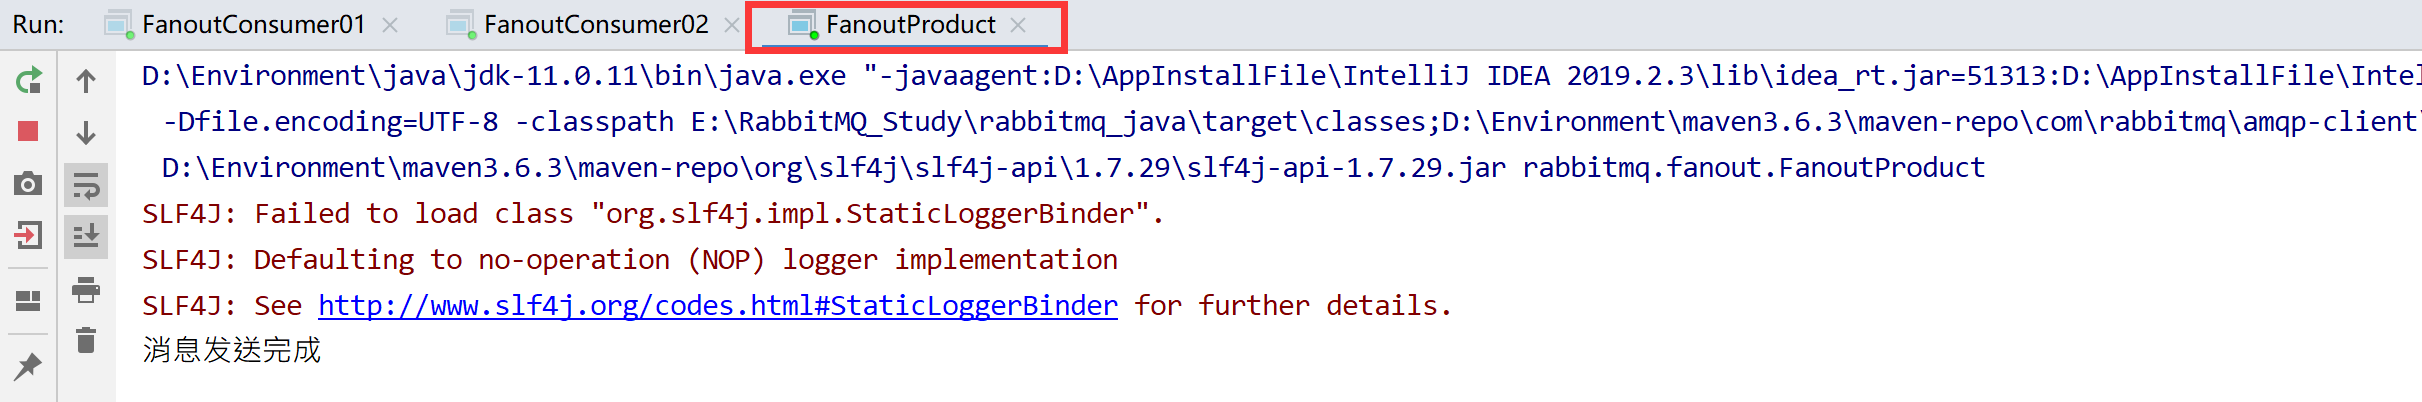 Run: FanoutConsumer01 FanoutConsumer02 FanoutProduct
D:\Environment\java\jdk-11.0.11\bin\java.exe "-javaagent:D:\AppInstallFile\IntelliJ IDEA 2019.2.3\lib\idea_rt.jar=51313:D:\AppInstallFile\Intel
-Dfile.encoding=UTF-8 -classpath E:\RabbitMQ_Study\rabbitmq_java\target\classes;D:\Environment\maven3.6.3\maven-repo\com\rabbitmq\amqp-client\
D:\Environment\maven3.6.3\maven-repo\org\slf4j\slf4j-api\1.7.29\slf4j-api-1.7.29.jar rabbitmq.fanout.FanoutProduct
SLF4J: Failed to load class "org.slf4j.impl.StaticLoggerBinder".
SLF4J: Defaulting to no-operation (NOP) logger implementation
SLF4J: See http://www.slf4j.org/codes.html#StaticLoggerBinder for further details.
消息发送完成